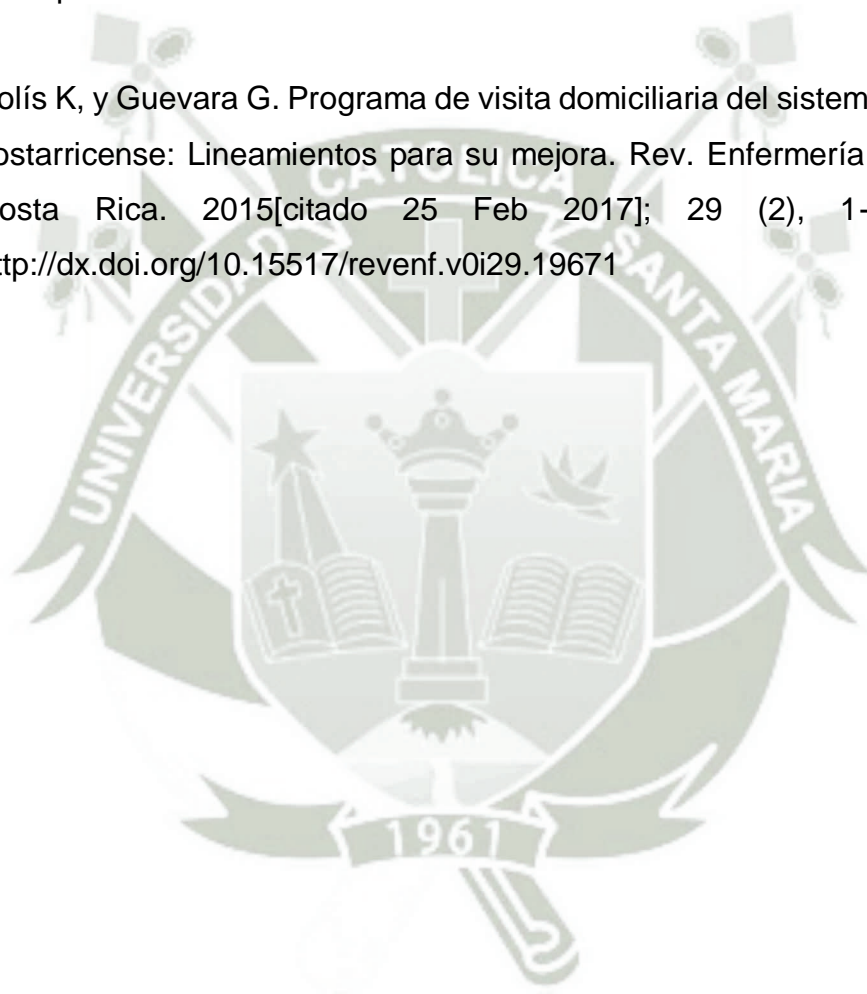 olís K, y Guevara G. Programa de visita domiciliaria del sistem
ostarricense: Lineamientos para su mejora. Rev. Enfermería
osta Rica. 2015[citado 25 Feb 2017]; 29 (2), 1-
ttp://dx.doi.org/10.15517/revenf.v0i29.19671
UNIVERSIDAD CATOLICA SANTA MARIA
1961